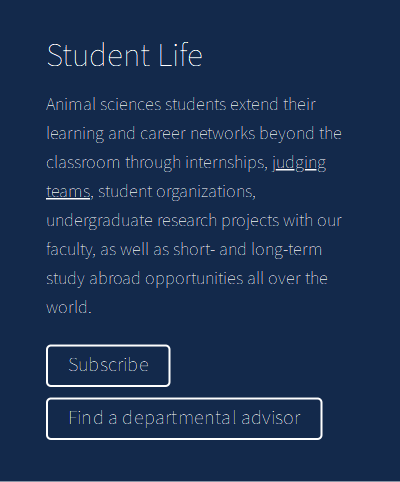 Student Life
Animal sciences students extend their
learning and career networks beyond the
classroom through internships, judging
teams, student organizations,
undergraduate research projects with our
faculty, as well as short- and long-term
study abroad opportunities all over the
world.
Subscribe
Find a departmental advisor